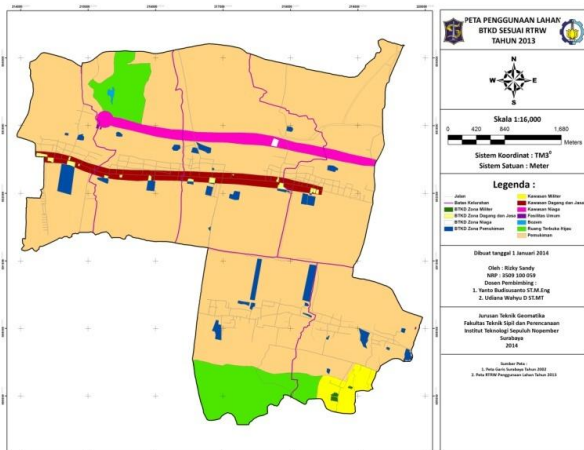 PETA PENGGUNAAN LAHAN
BTKD SESUAI RTRW
TAHUN 2013
N
W E
S
Skala 1:16,000
0 420 840 1,680
Meters
Sistem Koordinat : TM3⁰
Sistem Satuan : Meter
Legenda :
Jalan
Batas Kelurahan
BTKD Zona Militer
BTKD Zona Dagang dan Jasa
BTKD Zona Niaga
BTKD Zona Pemukiman
Kawasan Militer
Kawasan Dagang dan Jasa
Kawasan Niaga
Fasilitas Umum
Bozem
Ruang Terbuka Hijau
Pemukiman
Dibuat tanggal 1 Januari 2014
Oleh : Rizky Sandy
NRP : 3509 100 059
Dosen Pembimbing :
1. Yanto Budisusanto ST.M.Eng
2. Udiana Wahyu D ST.MT
Jurusan Teknik Geomatika
Fakultas Teknik Sipil dan Perencanaan
Institut Teknologi Sepuluh Nopember
Surabaya
2014
Sumber Peta :
1. Peta Garis Surabaya Tahun 2002
2. Peta RTRW Penggunaan Lahan Tahun 2013